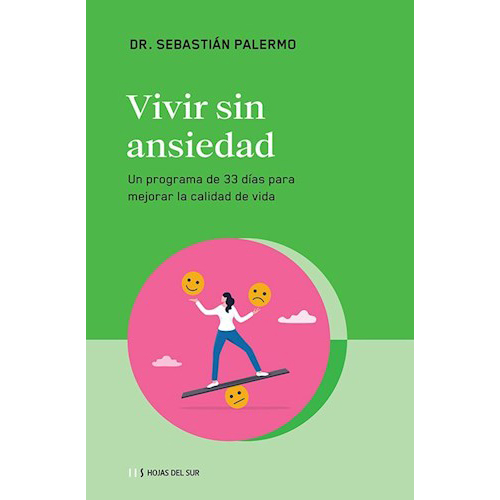 DR. SEBASTIÁN PALERMO
Vivir sin
ansiedad
Un programa de 33 días para
mejorar la calidad de vida
HOJAS DEL SUR